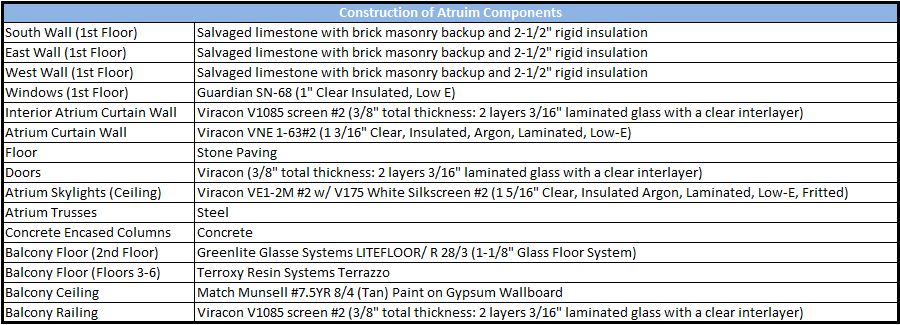 Construction of Atruim Components
South Wall (1st Floor) Salvaged limestone with brick masonry backup and 2-1/2" rigid insulation
East Wall (1st Floor) Salvaged limestone with brick masonry backup and 2-1/2" rigid insulation
West Wall (1st Floor) Salvaged limestone with brick masonry backup and 2-1/2" rigid insulation
Windows (1st Floor) Guardian SN-68 (1" Clear Insulated, Low E)
Interior Atrium Curtain Wall Viracon V1085 screen #2 (3/8" total thickness: 2 layers 3/16" laminated glass with a clear interlayer)
Atrium Curtain Wall Viracon VNE 1-63#2 (1 3/16" Clear, Insulated, Argon, Laminated, Low-E)
Floor Stone Paving
Doors Viracon (3/8" total thickness: 2 layers 3/16" laminated glass with a clear interlayer)
Atrium Skylights (Ceiling) Viracon VE1-2M #2 w/ V175 White Silkscreen #2 (1 5/16" Clear, Insulated Argon, Laminated, Low-E, Fritted)
Atrium Trusses Steel
Concrete Encased Columns Concrete
Balcony Floor (2nd Floor) Greenlite Glasse Systems LITEFLOOR/ R 28/3 (1-1/8" Glass Floor System)
Balcony Floor (Floors 3-6) Terroxy Resin Systems Terrazzo
Balcony Ceiling Match Munsell #7.5YR 8/4 (Tan) Paint on Gypsum Wallboard
Balcony Railing Viracon V1085 screen #2 (3/8" total thickness: 2 layers 3/16" laminated glass with a clear interlayer)